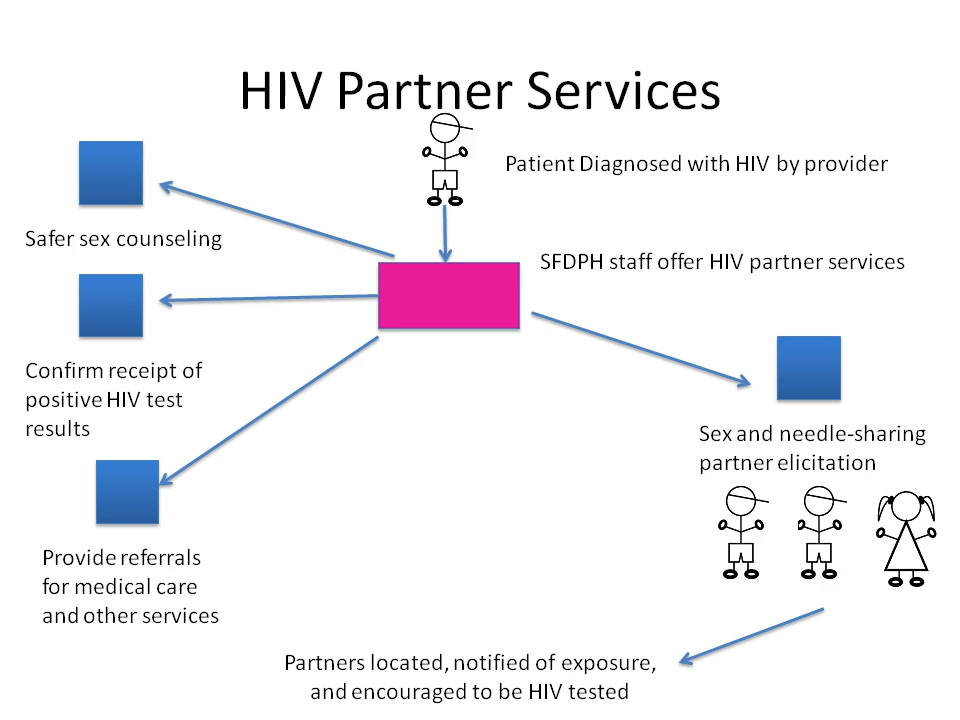 HIV Partner Services
Patient Diagnosed with HIV by provider
SFDPH staff offer HIV partner services
Safer sex counseling
Confirm receipt of
positive HIV test
results
Provide referrals
for medical care
and other services
Sex and needle-sharing
partner elicitation
Partners located, notified of exposure,
and encouraged to be HIV tested